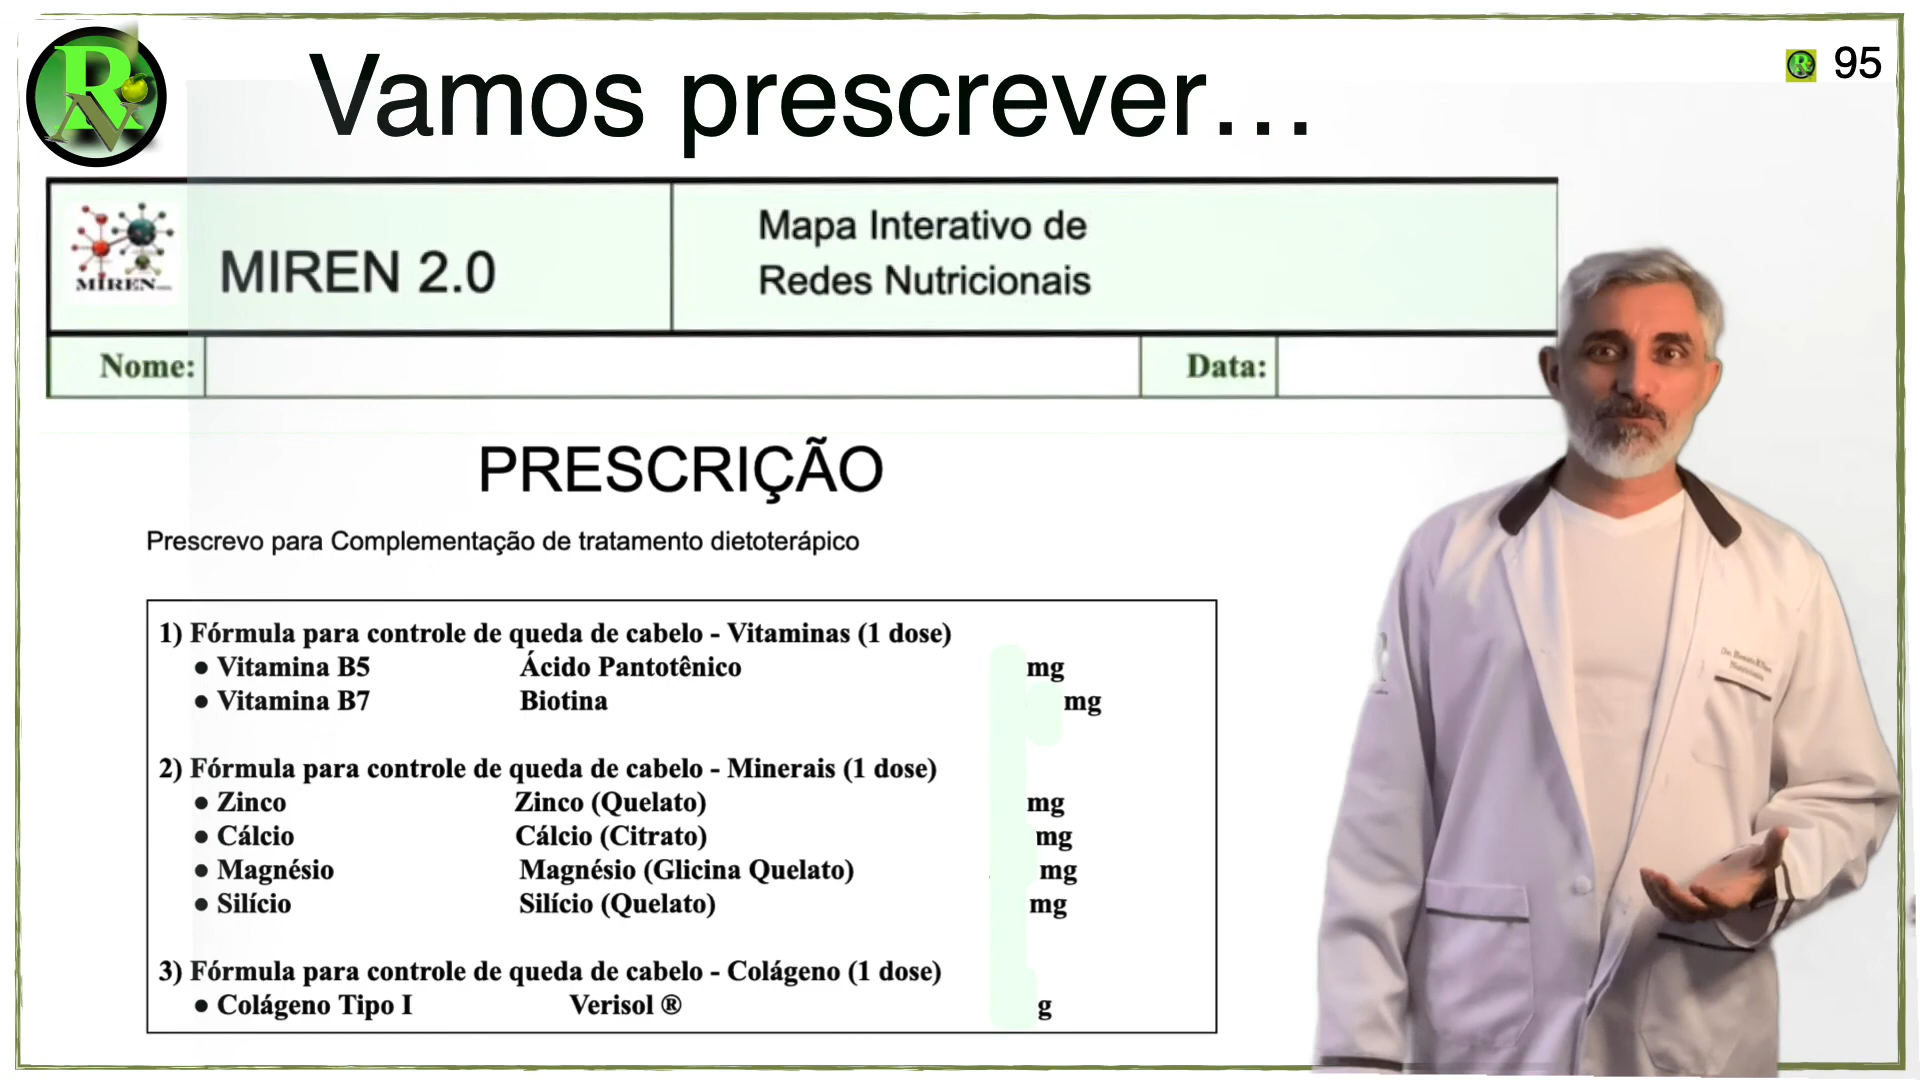 Vamos prescrever...
95
MIREN
MIREN 2.0
Mapa Interativo de
Redes Nutricionais
Nome:
Data:
PRESCRIÇÃO
Prescrevo para Complementação de tratamento dietoterápico
1) Fórmula para controle de queda de cabelo - Vitaminas (1 dose)
● Vitamina B5 Ácido Pantotênico mg
● Vitamina B7 Biotina mg
2) Fórmula para controle de queda de cabelo - Minerais (1 dose)
● Zinco Zinco (Quelato) mg
● Cálcio Cálcio (Citrato) mg
● Magnésio Magnésio (Glicina Quelato) mg
● Silício Silício (Quelato) mg
3) Fórmula para controle de queda de cabelo - Colágeno (1 dose)
● Colágeno Tipo I Verisol ® g